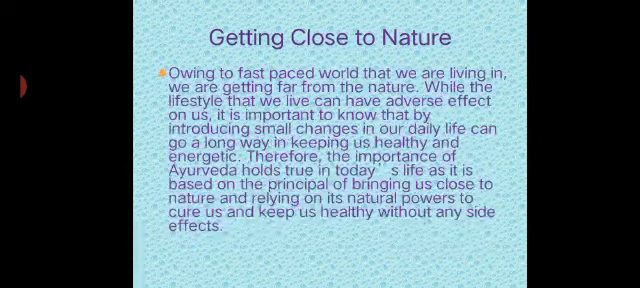 Getting Close to Nature
Owing to fast paced world that we are living in,
we are getting far from the nature. While the
lifestyle that we live can have adverse effect
on us, it is important to know that by
introducing small changes in our daily life can
go a long way in keeping us healthy and
energetic. Therefore, the importance of
Ayurveda holds true in today's life as it is
based on the principal of bringing us close to
nature and relying on its natural powers to
cure us and keep us healthy without any side
effects.